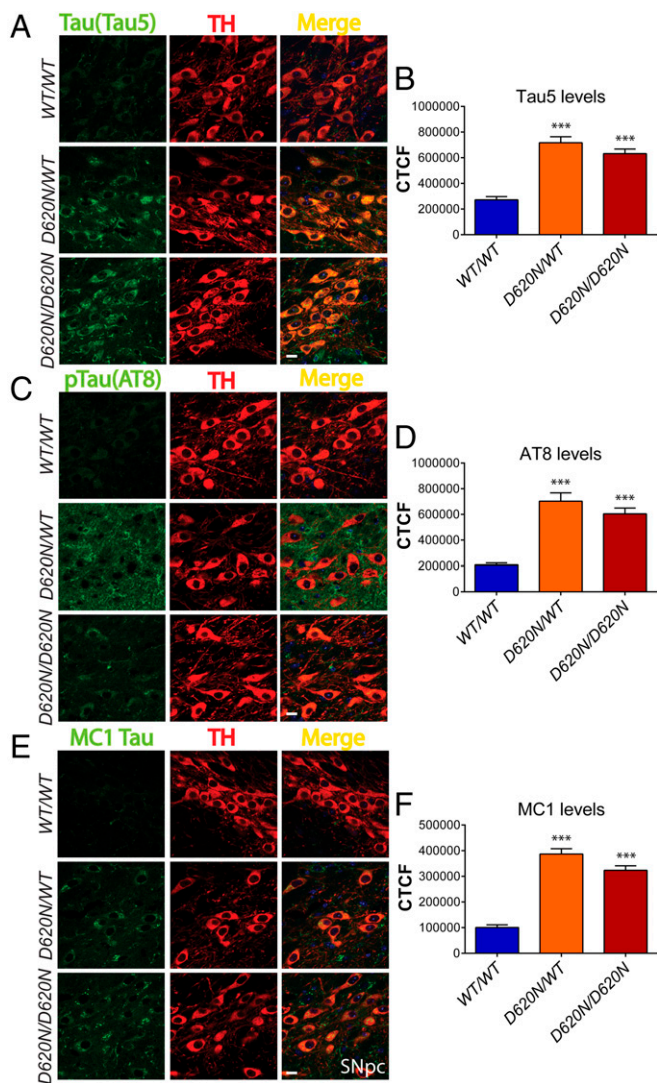 A
Tau(Tau5) TH Merge
WT/WT
D620N/WT
D620N/D620N
B
Tau5 levels
CTCF
1000000
800000
600000
400000
200000
0
***
***
WT/WT
D620N/WT
D620N/D620N
C
pTau(AT8) TH Merge
WT/WT
D620N/WT
D620N/D620N
D
AT8 levels
CTCF
1000000
800000
600000
400000
200000
0
***
***
WT/WT
D620N/WT
D620N/D620N
E
MC1 Tau TH Merge
WT/WT
D620N/WT
D620N/D620N
SNpc
F
MC1 levels
CTCF
500000
400000
300000
200000
100000
0
***
***
WT/WT
D620N/WT
D620N/D620N